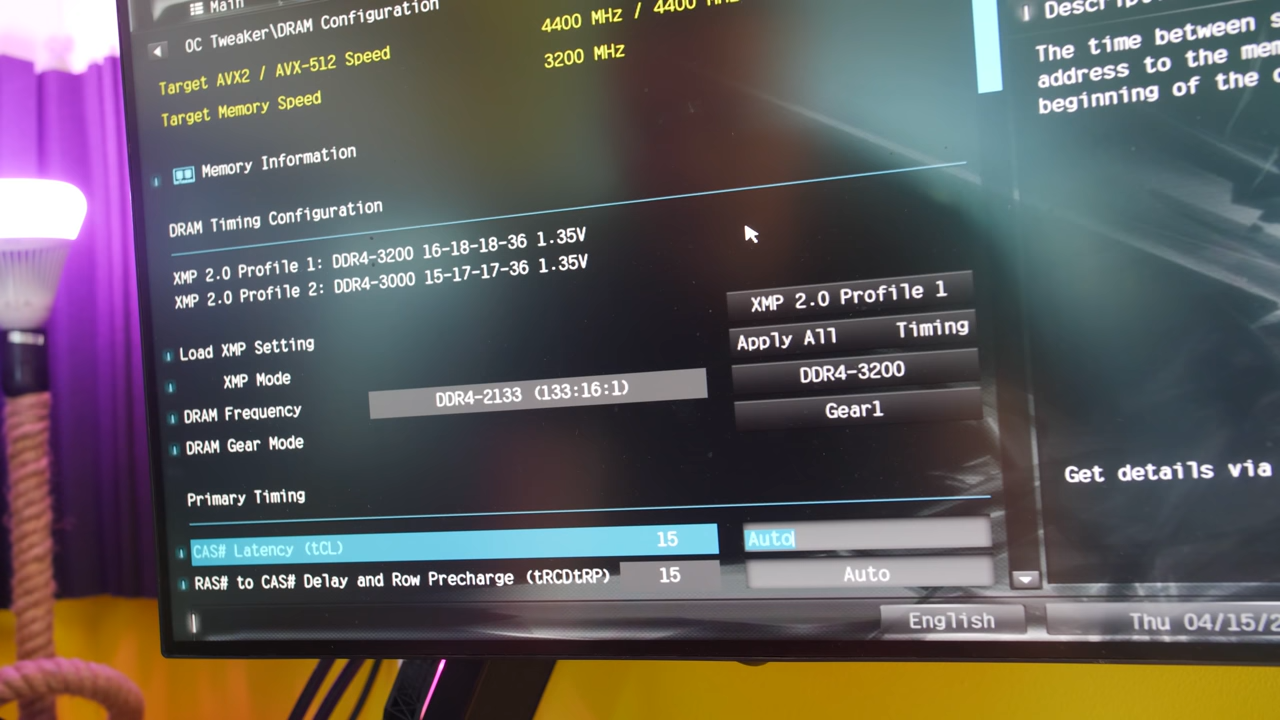 Main
OC Tweaker\DRAM Configuration
Target AVX2 / AVX-512 Speed 4400 MHz / 4400
Target Memory Speed 3200 MHz
Memory Information
DRAM Timing Configuration
XMP 2.0 Profile 1: DDR4-3200 16-18-18-36 1.35V
XMP 2.0 Profile 2: DDR4-3000 15-17-17-36 1.35V
Load XMP Setting XMP 2.0 Profile 1
XMP Mode Apply All Timing
DRAM Frequency DDR4-2133 (133:16:1) DDR4-3200
DRAM Gear Mode Gear1
Primary Timing
CAS# Latency (tCL) 15 Auto
RAS# to CAS# Delay and Row Precharge (tRCDtRP) 15 Auto
English Thu 04/15/2
The time between
address to the
beginning of the
Get details via